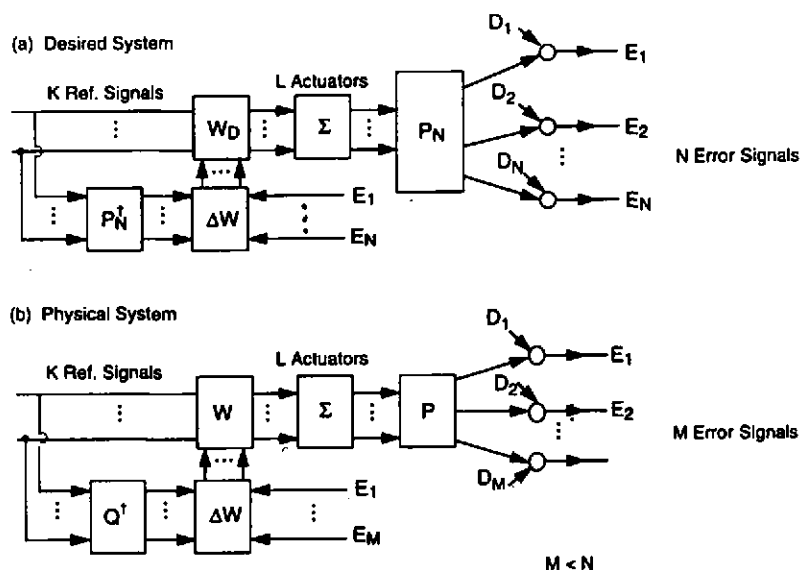 (a) Desired System
D1
E1
K Ref. Signals
L Actuators
WD
Σ
PN
D2
E2
N Error Signals
DN
EN
PN†
ΔW
E1
EN
(b) Physical System
D1
E1
K Ref. Signals
L Actuators
W
Σ
P
D2
E2
M Error Signals
DM
Q†
ΔW
E1
EM
M < N